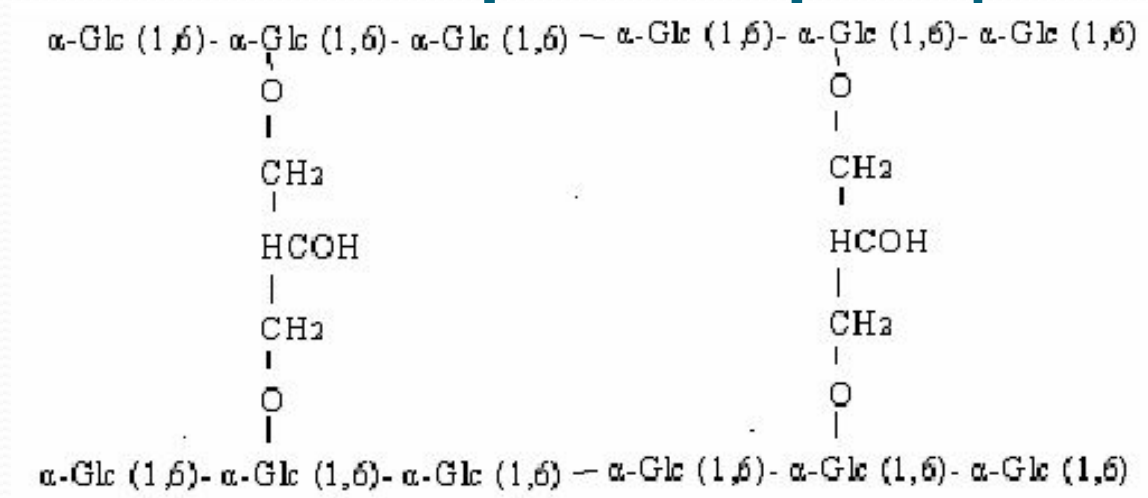 α-Glc (1,6)- α-Glc (1,6)- α-Glc (1,6) – α-Glc (1,6)- α-Glc (1,6)- α-Glc (1,6)
O O
CH2 CH2
HCOH HCOH
CH2 CH2
O O
α-Glc (1,6)- α-Glc (1,6)- α-Glc (1,6) – α-Glc (1,6)- α-Glc (1,6)- α-Glc (1,6)